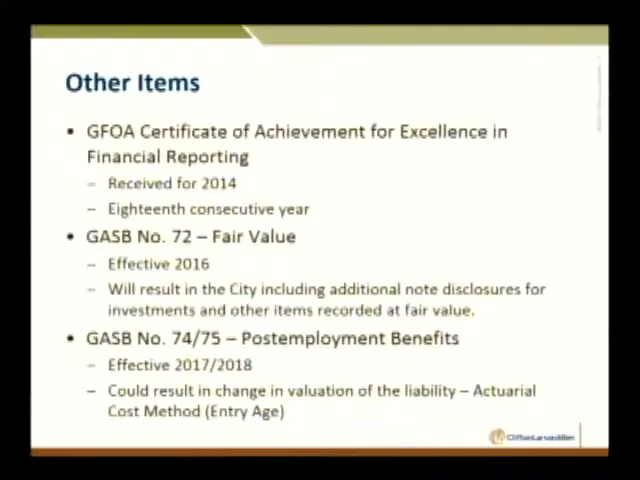 Other Items
• GFOA Certificate of Achievement for Excellence in
Financial Reporting
– Received for 2014
– Eighteenth consecutive year
• GASB No. 72 – Fair Value
– Effective 2016
– Will result in the City including additional note disclosures for
investments and other items recorded at fair value.
• GASB No. 74/75 – Postemployment Benefits
– Effective 2017/2018
– Could result in change in valuation of the liability – Actuarial
Cost Method (Entry Age)
CliftonLarsonAllen